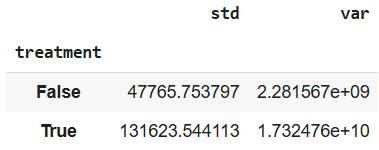 std var
treatment
False 47765.753797 2.281567e+09
True 131623.544113 1.732476e+10